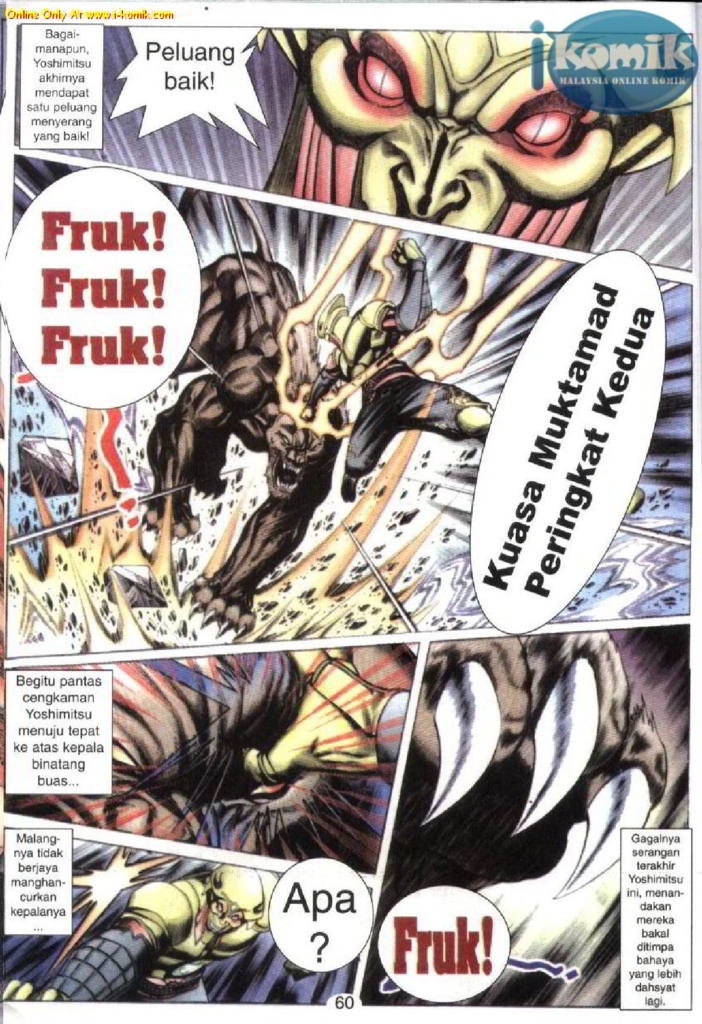 Online Only At www.i-komik.com
ikomik
MALAYSIA ONLINE KOMIK
Bagai-
manapun,
Yoshimitsu
akhirnya
mendapat
satu peluang
menyerang
yang baik!
Peluang
baik!
Fruk!
Fruk!
Fruk!
Kuasa Muktamad
Peringkat Kedua
Begitu pantas
cengkaman
Yoshimitsu
menuju tepat
ke atas kepala
binatang
buas...
Malang-
nya tidak
berjaya
manghan-
curkan
kepalanya
...
Apa
?
Fruk!
Gagalnya
serangan
terakhir
Yoshimitsu
ini, menan-
dakan
mereka
bakal
ditimpa
bahaya
yang lebih
dahsyat
lagi.
60